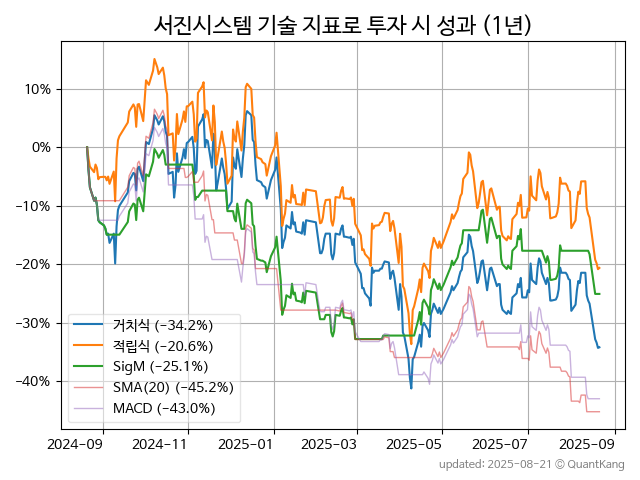 서진시스템 기술 지표로 투자 시 성과 (1년)
10%
0%
−10%
−20%
−30%
−40%
거치식 (−34.2%)
적립식 (−20.6%)
SigM (−25.1%)
SMA(20) (−45.2%)
MACD (−43.0%)
2024-09
2024-11
2025-01
2025-03
2025-05
2025-07
2025-09
updated: 2025-08-21 © QuantKang